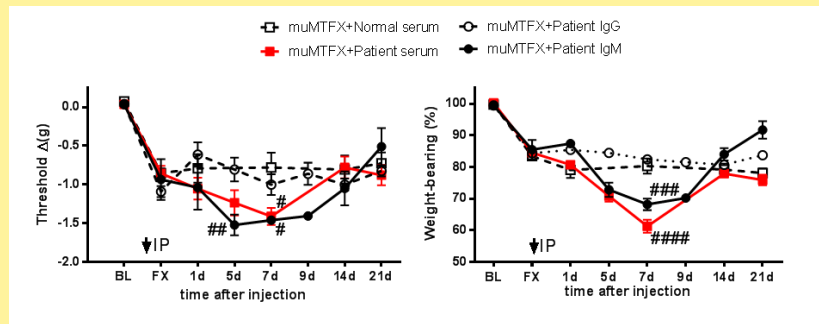 muMTFX+Normal serum
muMTFX+Patient IgG
muMTFX+Patient serum
muMTFX+Patient IgM
Threshold Δ(g)
0.0
-0.5
-1.0
-1.5
-2.0
#
##
#
IP
BL FX 1d 5d 7d 9d 14d 21d
time after injection
Weight-bearing (%)
100
90
80
70
60
50
###
####
IP
BL FX 1d 5d 7d 9d 14d 21d
time after injection